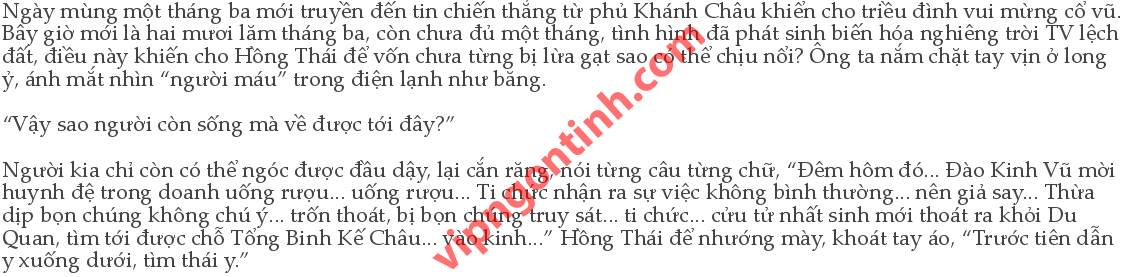 Ngày mùng một tháng ba mới truyền đến tin chiến thắng từ phủ Khánh Châu khiến cho triều đình vui mừng cổ vũ.
Bây giờ mới là hai mươi lăm tháng ba, còn chưa đủ một tháng, tình hình đã phát sinh biến hóa nghiêng trời TV lệch
đất, điều này khiến cho Hồng Thái để vốn chưa từng bị lừa gạt sao có thể chịu nổi? Ông ta nắm chặt tay vịn ở long
ỷ, ánh mắt nhìn “người máu” trong điện lạnh như băng.
“Vậy sao người còn sống mà về được tới đây?”
Người kia chỉ còn có thể ngóc được đầu dậy, lại cắn răng, nói từng câu từng chữ, “Đêm hôm đó... Đào Kinh Vũ mời
huynh đệ trong doanh uống rượu... uống rượu... Ti chức nhận ra sự việc không bình thường... nên giả say... Thừa
dịp bọn chúng không chú ý... trốn thoát, bị bọn chúng truy sát... ti chức... cửu tử nhất sinh mới thoát ra khỏi Du
Quan, tìm tới được chỗ Tổng Binh Kế Châu... vào kinh...” Hồng Thái để nhướng mày, khoát tay áo, “Trước tiên dẫn
y xuống dưới, tìm thái y.”
vipngontinh.com